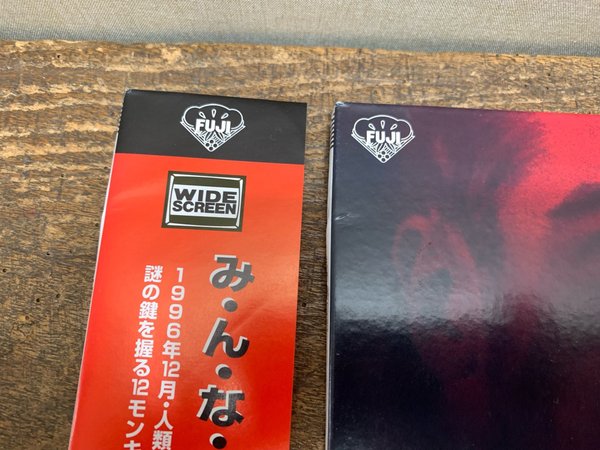 FUJI
WIDE
SCREEN
み・ん・な・
1996年12月・人類
謎の鍵を握る12モンキ
FUJI